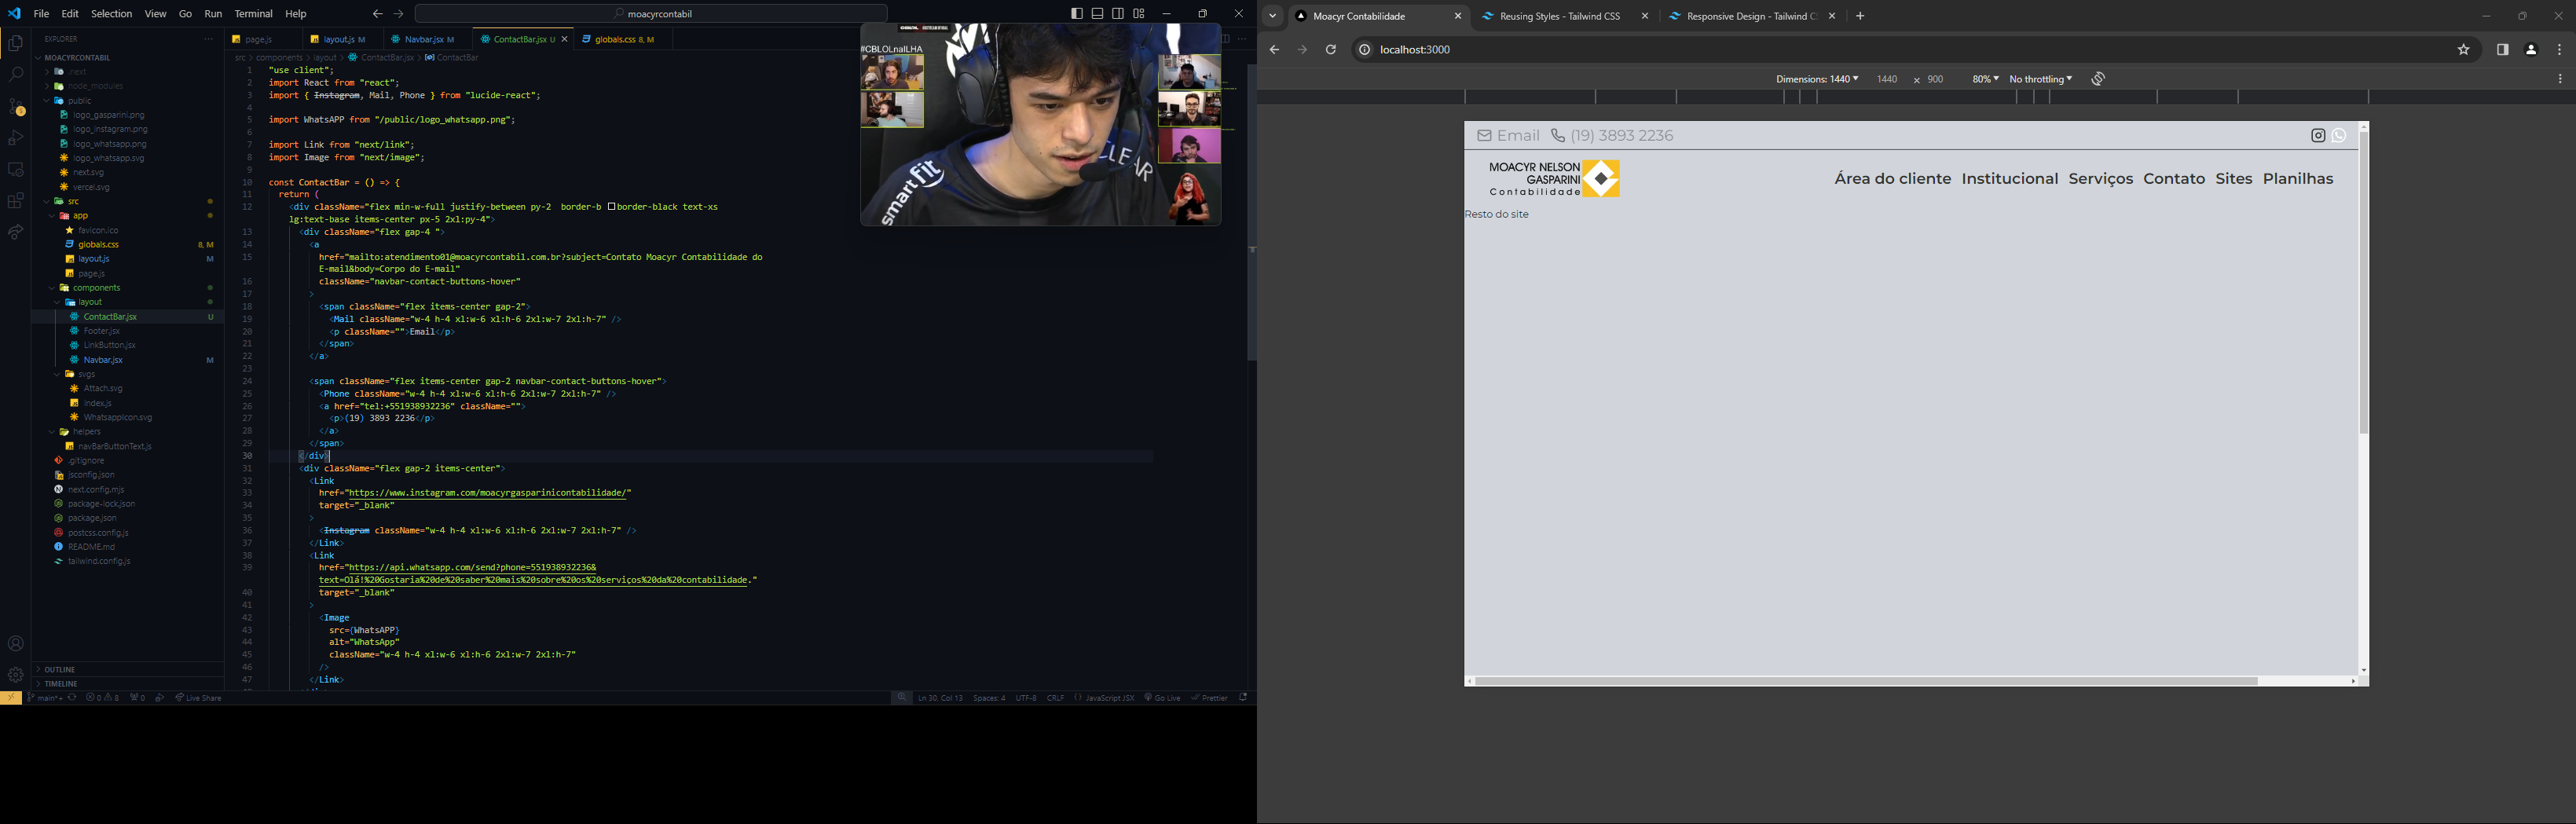 File Edit Selection View Go Run Terminal Help
moacyrcontabil
EXPLORER
MOACYRCONTABIL
.next
node_modules
public
logo_gasparini.png
logo_instagram.png
logo_whatsapp.png
logo_whatsapp.svg
next.svg
vercel.svg
src
app
favicon.ico
globals.css 8, M
layout.js M
page.js
components
layout
ContactBar.jsx U
Footer.jsx
LinkButton.jsx
Navbar.jsx M
svgs
Attach.svg
index.js
WhatsappIcon.svg
helpers
navBarButtonText.js
.gitignore
jsconfig.json
next.config.mjs
package-lock.json
package.json
postcss.config.js
README.md
tailwind.config.js
OUTLINE
TIMELINE
page.js layout.js M Navbar.jsx M ContactBar.jsx U globals.css 8, M
src > components > layout > ContactBar.jsx > ContactBar
1 "use client";
2 import React from "react";
3 import { Instagram, Mail, Phone } from "lucide-react";
4
5 import WhatsAPP from "/public/logo_whatsapp.png";
6
7 import Link from "next/link";
8 import Image from "next/image";
9
10 const ContactBar = () => {
11 return (
12 <div className="flex min-w-full justify-between py-2  border-b border-black text-xs
lg:text-base items-center px-5 2xl:py-4">
13 <div className="flex gap-4 ">
14 <a
15 href="mailto:atendimento01@moacyrcontabil.com.br?subject=Contato Moacyr Contabilidade do
E-mail&body=Corpo do E-mail"
16 className="navbar-contact-buttons-hover"
17 >
18 <span className="flex items-center gap-2">
19 <Mail className="w-4 h-4 xl:w-6 xl:h-6 2xl:w-7 2xl:h-7" />
20 <p className="">Email</p>
21 </span>
22 </a>
23
24 <span className="flex items-center gap-2 navbar-contact-buttons-hover">
25 <Phone className="w-4 h-4 xl:w-6 xl:h-6 2xl:w-7 2xl:h-7" />
26 <a href="tel:+551938932236" className="">
27 <p>(19) 3893 2236</p>
28 </a>
29 </span>
30 </div>
31 <div className="flex gap-2 items-center">
32 <Link
33 href="https://www.instagram.com/moacyrgasparinicontabilidade/"
34 target="_blank"
35 >
36 <Instagram className="w-4 h-4 xl:w-6 xl:h-6 2xl:w-7 2xl:h-7" />
37 </Link>
38 <Link
39 href="https://api.whatsapp.com/send?phone=551938932236&
text=Olá!%20Gostaria%20de%20saber%20mais%20sobre%20os%20serviços%20da%20contabilidade."
40 target="_blank"
41 >
42 <Image
43 src={WhatsAPP}
44 alt="WhatsApp"
45 className="w-4 h-4 xl:w-6 xl:h-6 2xl:w-7 2xl:h-7"
46 />
47 </Link>
main*+ 0 8 0 Live Share Ln 30, Col 13 Spaces: 4 UTF-8 CRLF JavaScript JSX Go Live Prettier
#CBLOLnaILHA
smart fit
CLEAR
Moacyr Contabilidade
Reusing Styles - Tailwind CSS
Responsive Design - Tailwind C
localhost:3000
Dimensions: 1440 1440 × 900 80% No throttling
Email (19) 3893 2236
MOACYR NELSON
GASPARINI
Contabilidade
Área do cliente Institucional Serviços Contato Sites Planilhas
Resto do site